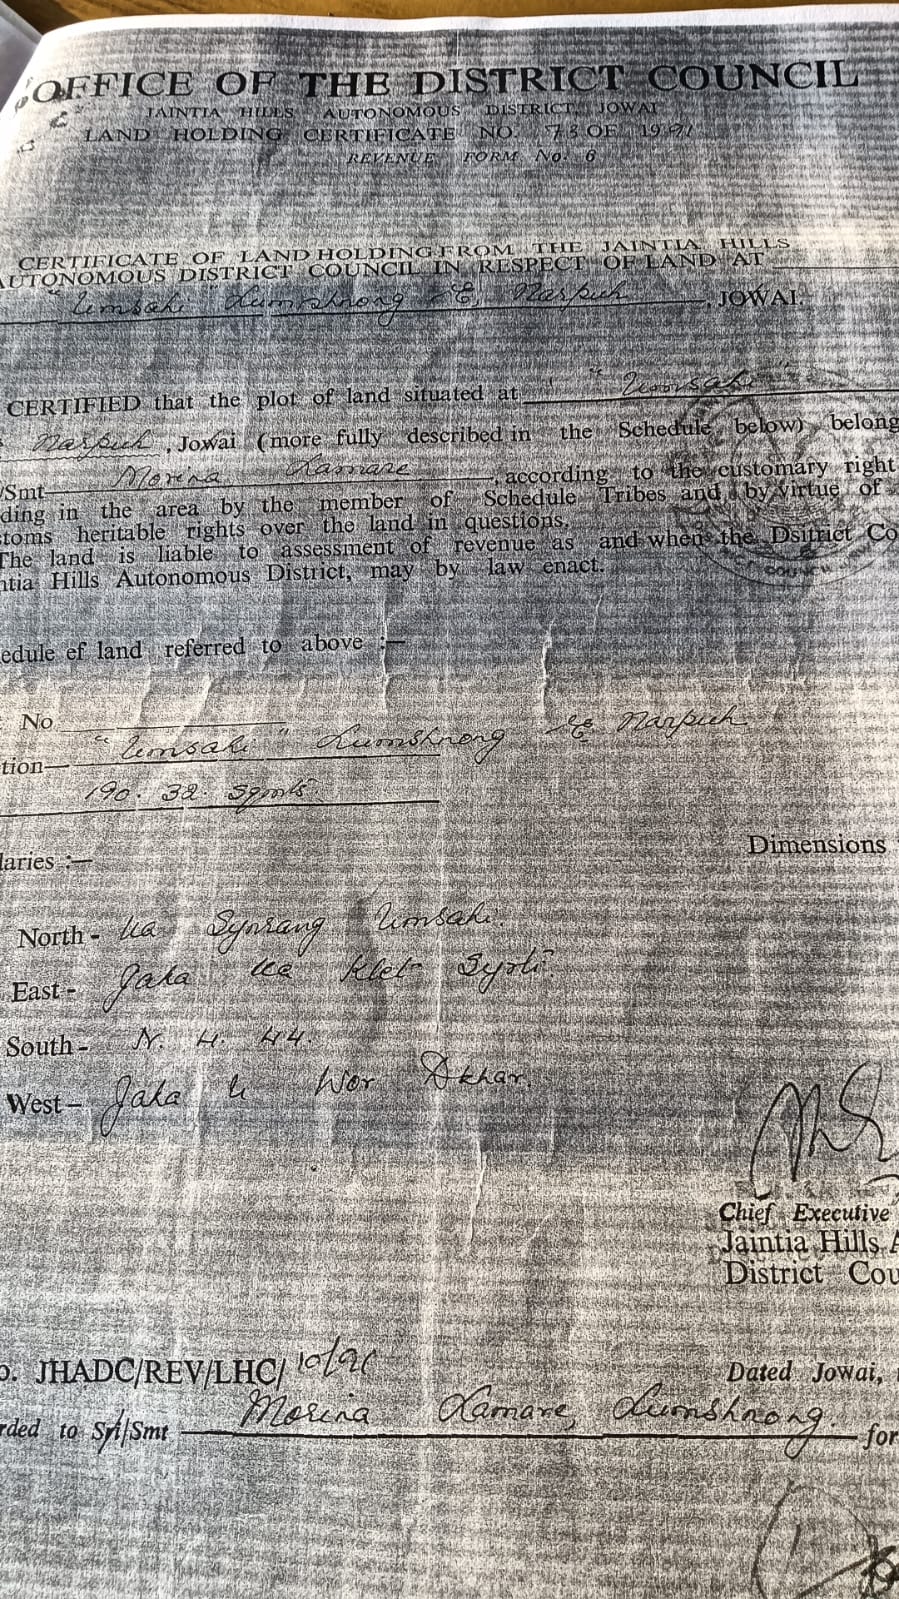 OFFICE OF THE DISTRICT COUNCIL
JAINTIA HILLS AUTONOMOUS DISTRICT, JOWAI
LAND HOLDING CERTIFICATE NO. 73 OF 19
REVENUE FORM No. 6
CERTIFICATE OF LAND HOLDING FROM THE JAINTIA HILLS
AUTONOMOUS DISTRICT COUNCIL IN RESPECT OF LAND AT
"Umsahi" Lumshnong Narpuh, JOWAI.
CERTIFIED that the plot of land situated at "Umsahi"
Narpuh, Jowai (more fully described in the Schedule below) belong
/Smt Morina Lamare, according to the customary right
ding in the area by the member of Schedule Tribes and by virtue of
toms heritable rights over the land in questions.
The land is liable to assessment of revenue as and when the Dsitrict Co
ntia Hills Autonomous District, may by law enact.
edule ef land referred to above :—
No
tion— "Umsahi" Lumshnong Narpuh
190.32 Sqmts.
Dimensions
daries :—
North - Ka Synrang Umsahi.
East - Jaka ka Klet Syrti.
South - N. H. 44.
West - Jaka u Wor Dkhar.
Chief Executive
Jaintia Hills A
District Cou
o. JHADC/REV/LHC/
Dated Jowai,
rded to Sri/Smt Morina Lamare, Lumshnong. for